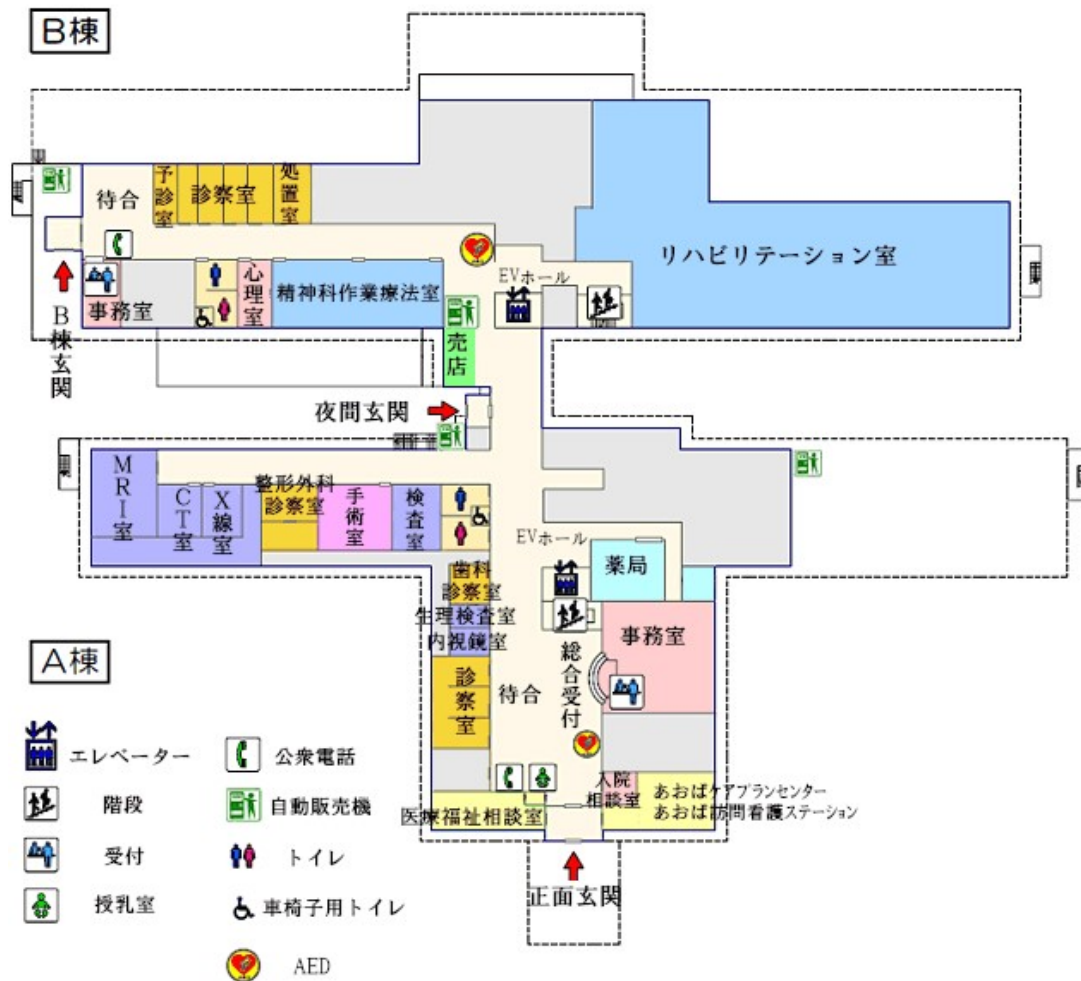 B棟
待合
予診室
診察室
処置室
リハビリテーション室
EVホール
事務室
心理室
精神科作業療法室
B棟玄関
売店
夜間玄関
MRI室
CT室
X線室
整形外科
診察室
手術室
検査室
EVホール
薬局
歯科
診察室
生理検査室
内視鏡室
事務室
総合受付
診察室
待合
A棟
入院
相談室
あおばケアプランセンター
あおば訪問看護ステーション
医療福祉相談室
正面玄関
エレベーター
公衆電話
階段
自動販売機
受付
トイレ
授乳室
車椅子用トイレ
AED